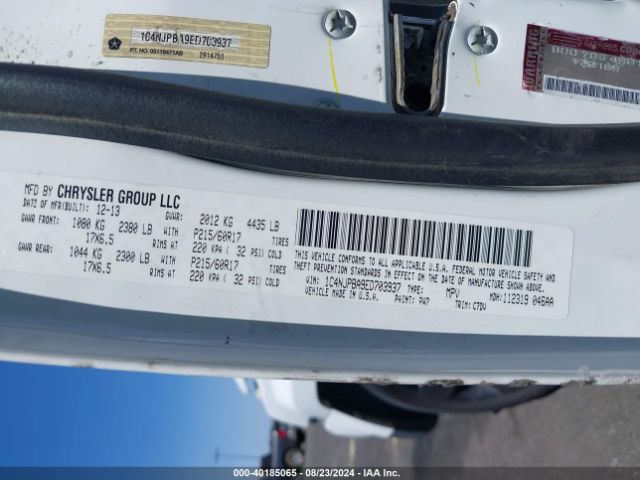 1C4NJPBA9ED703937
PT. NO. 05116471AB 2914750
MFD BY CHRYSLER GROUP LLC
DATE OF MFR(BUILT): 12-13 GVWR: 2012 KG 4435 LB
GAWR FRONT: 1080 KG 2380 LB WITH P215/60R17 TIRES
17X6.5 RIMS AT 220 KPA ( 32 PSI) COLD
GAWR REAR: 1044 KG 2300 LB WITH P215/60R17 TIRES
17X6.5 RIMS AT 220 KPA ( 32 PSI) COLD
THIS VEHICLE CONFORMS TO ALL APPLICABLE U.S.A. FEDERAL MOTOR VEHICLE SAFETY AND
THEFT PREVENTION STANDARDS IN EFFECT ON THE DATE OF MANUFACTURE SHOWN ABOVE.
VIN: 1C4NJPBA9ED703937 TYPE: MPV
VEHICLE MADE IN U.S.A. PAINT: PW7 MDH: 112319 046AA
TRIM: C7DV
000-40185065 - 08/23/2024 - IAA Inc.